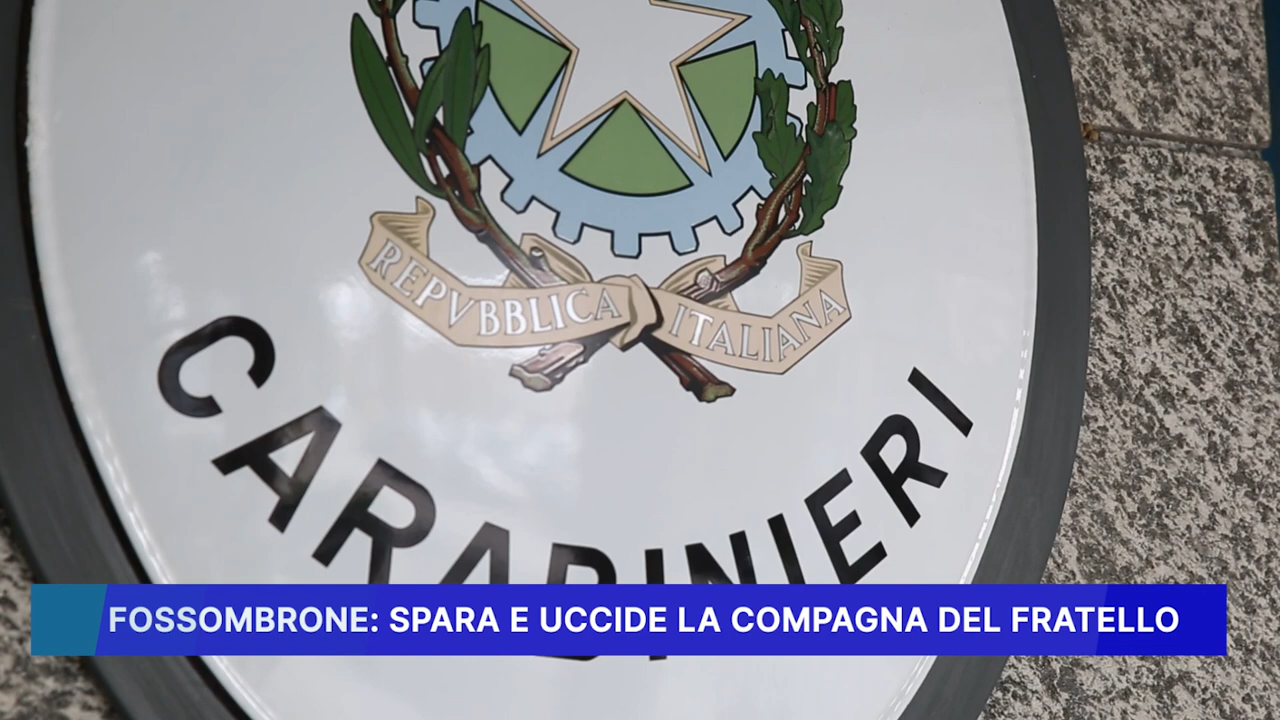 REPVBBLICA ITALIANA
CARABINIERI
FOSSOMBRONE: SPARA E UCCIDE LA COMPAGNA DEL FRATELLO